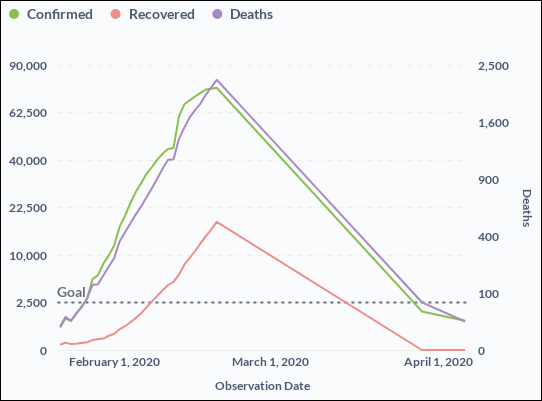 Confirmed Recovered Deaths
90,000 2,500
62,500 1,600
40,000 900
22,500 400
10,000
Goal
2,500 100
0 0
February 1, 2020 March 1, 2020 April 1, 2020
Observation Date
Deaths